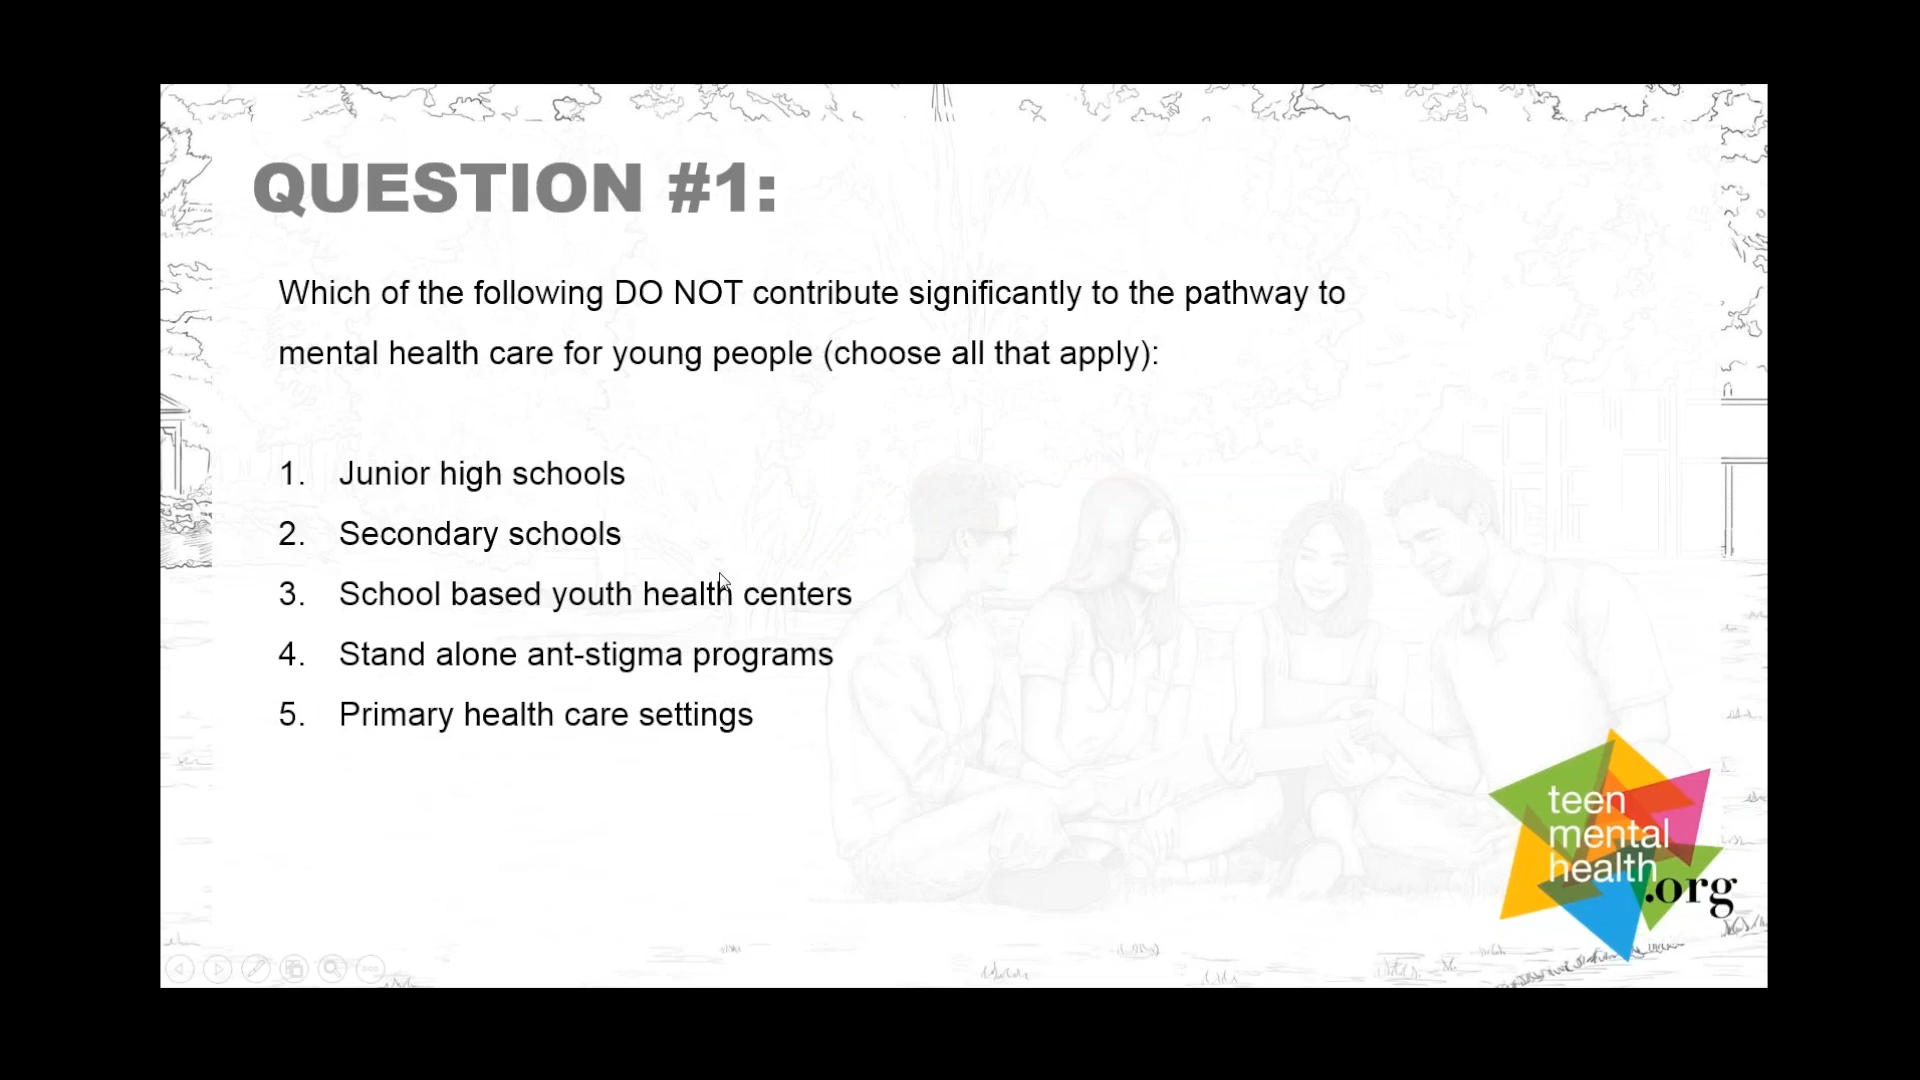 QUESTION #1:
Which of the following DO NOT contribute significantly to the pathway to
mental health care for young people (choose all that apply):
1. Junior high schools
2. Secondary schools
3. School based youth health centers
4. Stand alone ant-stigma programs
5. Primary health care settings
teen
mental
health
.org